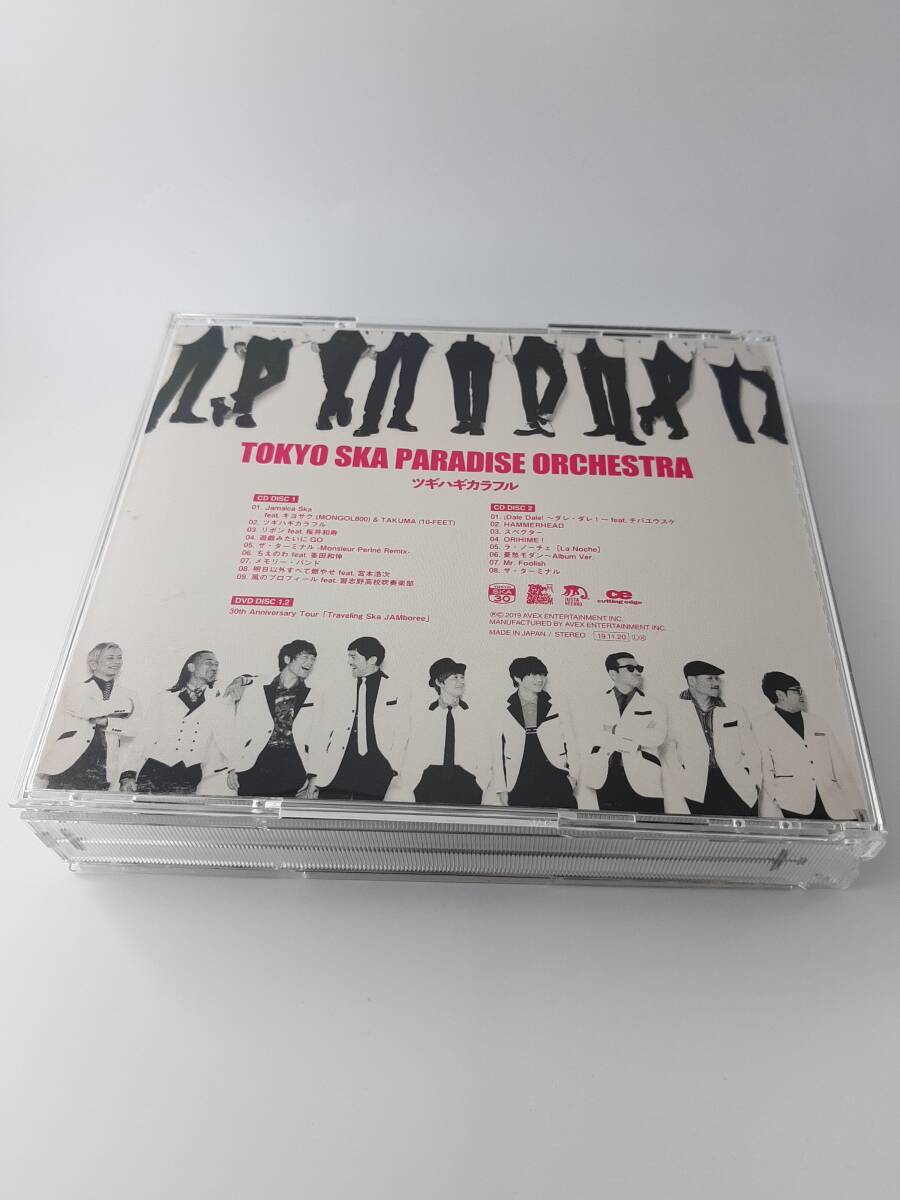 TOKYO SKA PARADISE ORCHESTRA
ツギハギカラフル
CD DISC 1
01. Jamaica Ska
feat. キヨサク (MONGOL800) & TAKUMA (10-FEET)
02. ツギハギカラフル
03. リボン feat. 桜井和寿
04. 遊戯みたいにGO
05. ザ・ターミナル -Monsieur Periné Remix-
06. ちえのわ feat. 峯田和伸
07. メモリー・バンド
08. 明日以外すべて燃やせ feat. 宮本浩次
09. 風のプロフィール feat. 習志野高校吹奏楽部
DVD DISC 1,2
30th Anniversary Tour「Traveling Ska JAMboree」
CD DISC 2
01. ¡Dale Dale! ～ダレ・ダレ！～ feat. チバユウスケ
02. HAMMERHEAD
03. スペクター
04. ORIHIME!
05. ラ・ノーチェ [La Noche]
06. 憂愁モダン～Album Ver.
07. Mr. Foolish
08. ザ・ターミナル
TOKYO SKA 30
JUSTA RECORD
cutting edge
℗© 2019 AVEX ENTERTAINMENT INC.
MANUFACTURED BY AVEX ENTERTAINMENT INC.
MADE IN JAPAN / STEREO 19.11.20